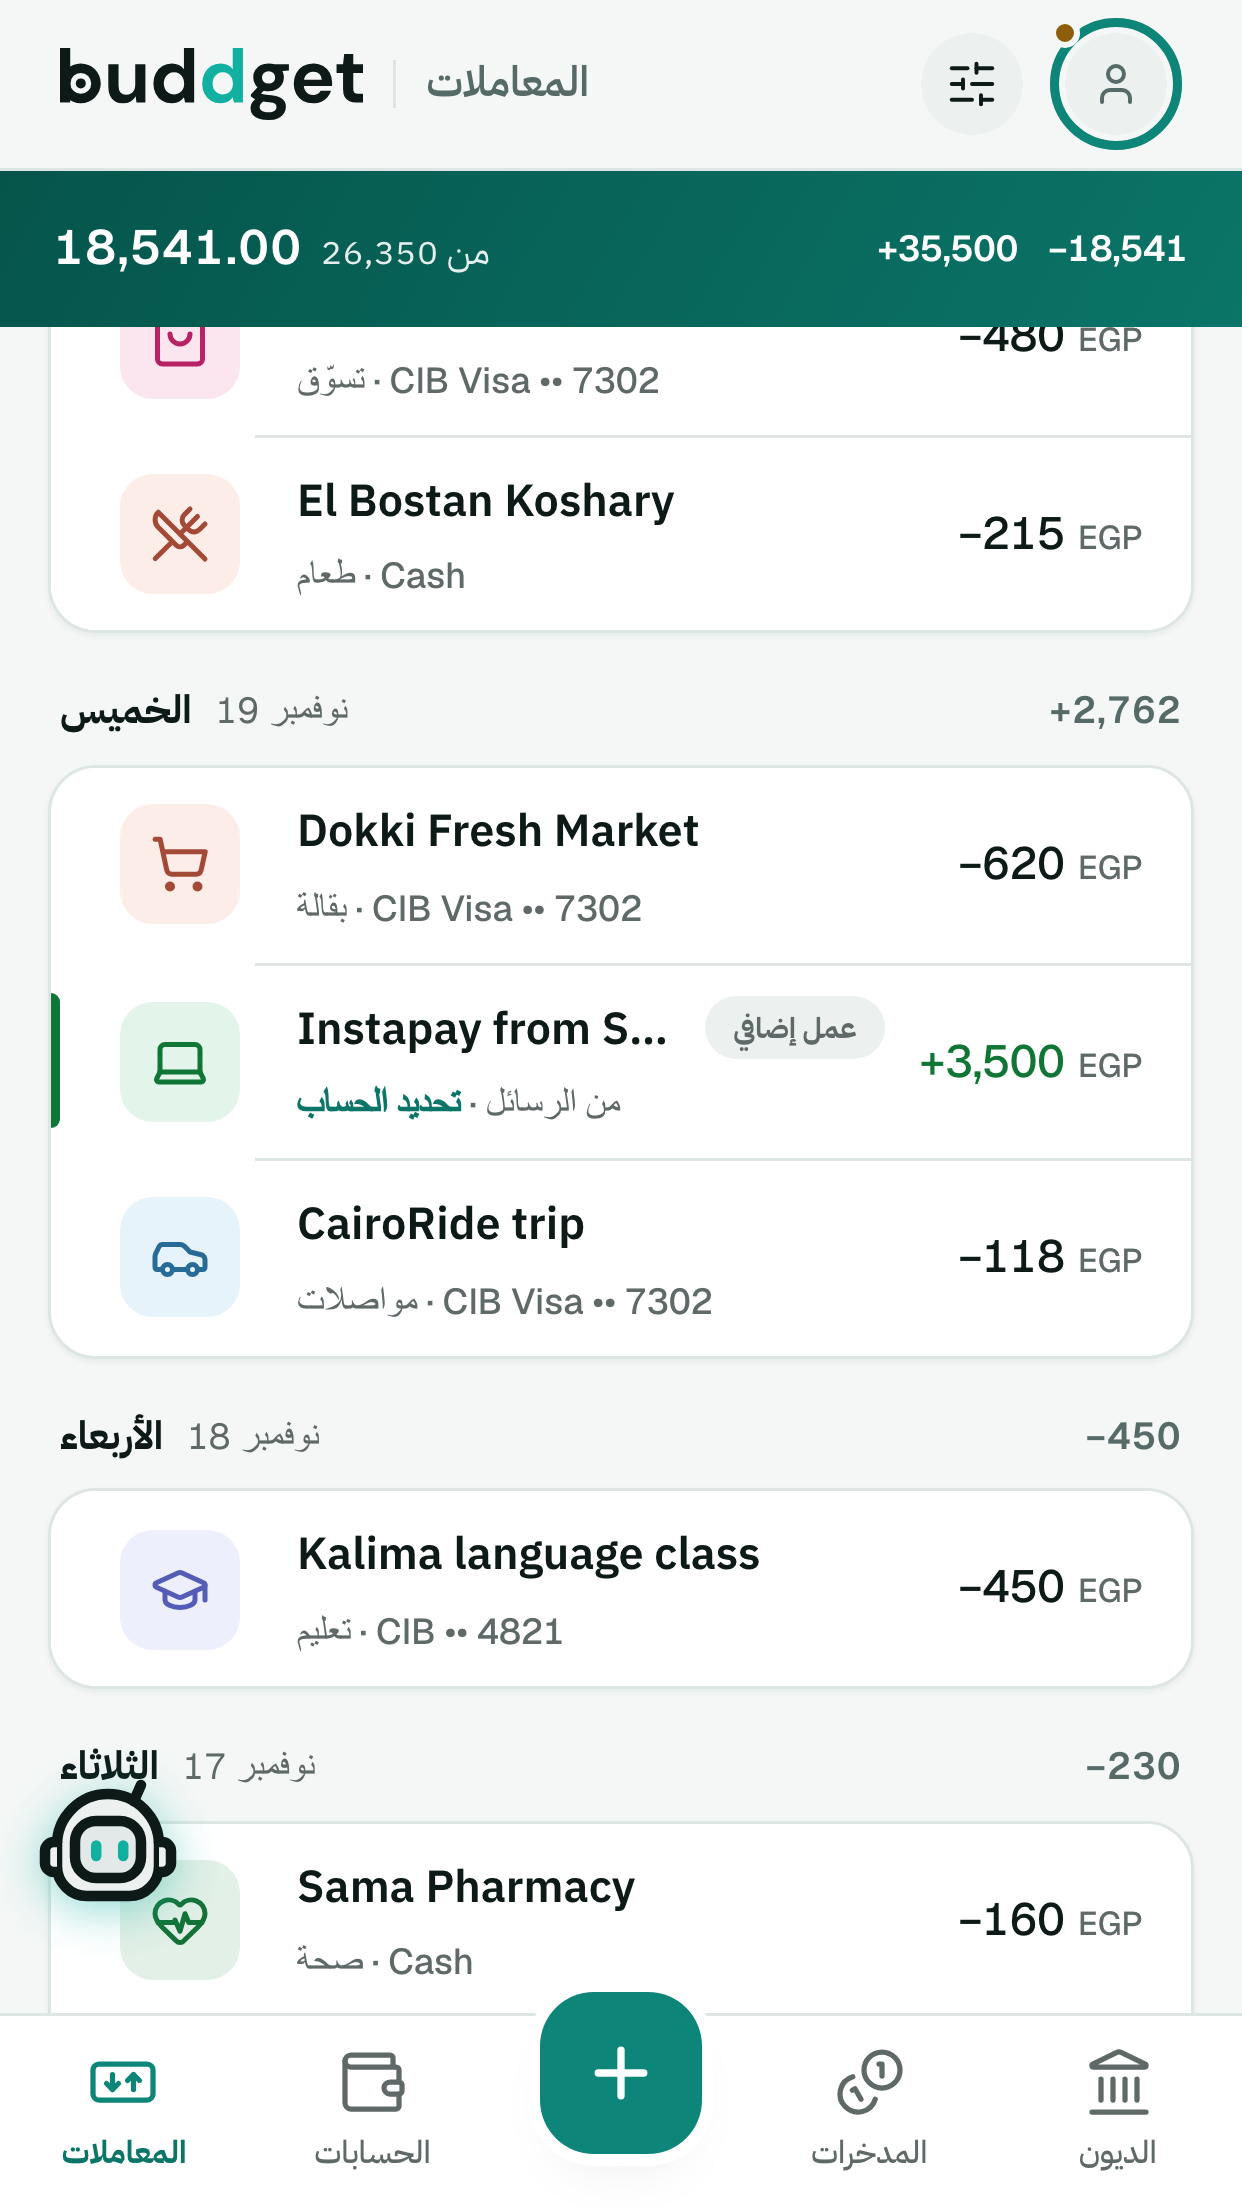 buddget المعاملات
18,541.00 من 26,350 +35,500 −18,541
−480 EGP
تسوّق · CIB Visa •• 7302
El Bostan Koshary
−215 EGP
طعام · Cash
الخميس 19 نوفمبر +2,762
Dokki Fresh Market
−620 EGP
بقالة · CIB Visa •• 7302
Instapay from S... عمل إضافي
+3,500 EGP
تحديد الحساب · من الرسائل
CairoRide trip
−118 EGP
مواصلات · CIB Visa •• 7302
الأربعاء 18 نوفمبر −450
Kalima language class
−450 EGP
تعليم · CIB •• 4821
الثلاثاء 17 نوفمبر −230
Sama Pharmacy
−160 EGP
صحة · Cash
المعاملات الحسابات المدخرات الديون